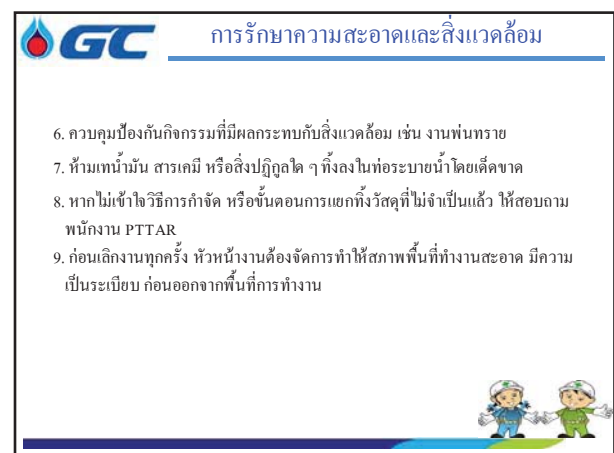 GC
การรักษาความสะอาดและสิ่งแวดล้อม
6. ควบคุมป้องกันกิจกรรมที่มีผลกระทบกับสิ่งแวดล้อม เช่น งานพ่นทราย
7. ห้ามเทน้ำมัน สารเคมี หรือสิ่งปฏิกูลใด ๆ ทิ้งลงในท่อระบายน้ำโดยเด็ดขาด
8. หากไม่เข้าใจวิธีการกำจัด หรือขั้นตอนการแยกทิ้งวัสดุที่ไม่จำเป็นแล้ว ให้สอบถาม
พนักงาน PTTAR
9. ก่อนเลิกงานทุกครั้ง หัวหน้างานต้องจัดการทำให้สภาพพื้นที่ทำงานสะอาด มีความ
เป็นระเบียบ ก่อนออกจากพื้นที่การทำงาน